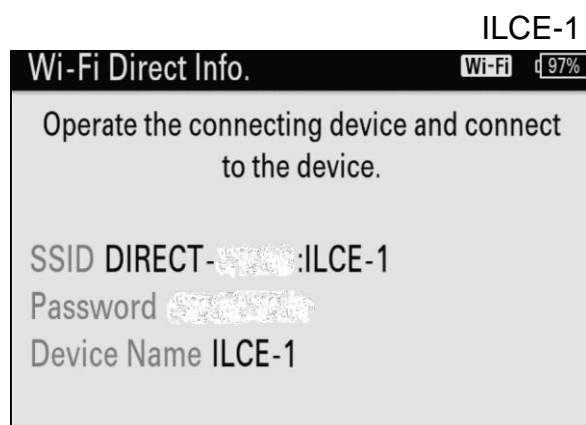 ILCE-1
Wi-Fi Direct Info. Wi-Fi 97%
Operate the connecting device and connect
to the device.
SSID DIRECT- :ILCE-1
Password
Device Name ILCE-1